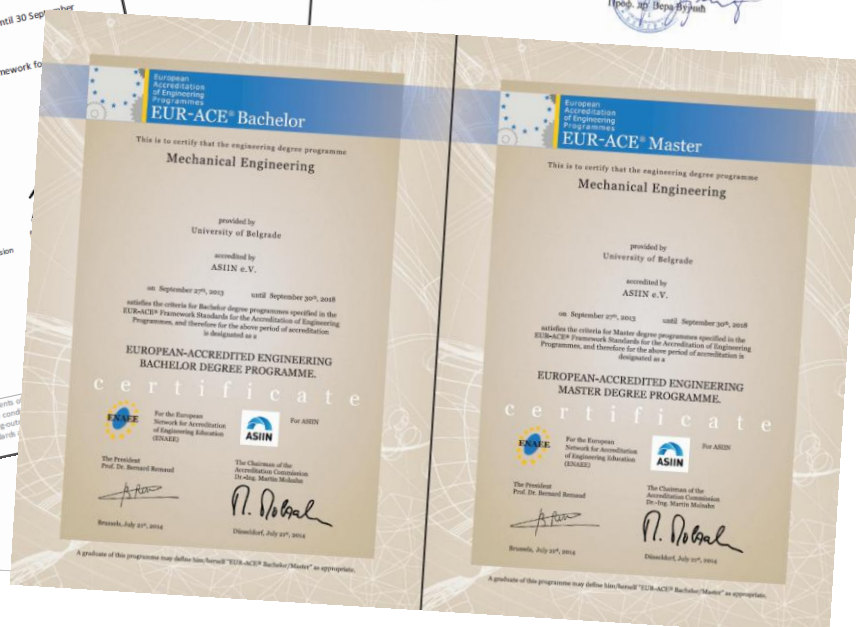 until 30 September
Проф. др Вера Вујчић
European
Accreditation
of Engineering
Programmes
EUR-ACE® Bachelor
This is to certify that the engineering degree programme
Mechanical Engineering
provided by
University of Belgrade
accredited by
ASIIN e.V.
on September 27th, 2013 until September 30th, 2018
satisfies the criteria for Bachelor degree programmes specified in the
EUR-ACE® Framework Standards for the Accreditation of Engineering
Programmes, and therefore for the above period of accreditation
is designated as a
EUROPEAN-ACCREDITED ENGINEERING
BACHELOR DEGREE PROGRAMME.
certificate
ENAEE
For the European
Network for Accreditation
of Engineering Education
(ENAEE)
ASIIN
For ASIIN
The President
Prof. Dr. Bernard Remaud
The Chairman of the
Accreditation Commission
Dr.-Ing. Martin Molzahn
Brussels, July 21st, 2014
Düsseldorf, July 21st, 2014
A graduate of this programme may define him/herself "EUR-ACE® Bachelor/Master" as appropriate.
European
Accreditation
of Engineering
Programmes
EUR-ACE® Master
This is to certify that the engineering degree programme
Mechanical Engineering
provided by
University of Belgrade
accredited by
ASIIN e.V.
on September 27th, 2013 until September 30th, 2018
satisfies the criteria for Master degree programmes specified in the
EUR-ACE® Framework Standards for the Accreditation of Engineering
Programmes, and therefore for the above period of accreditation is
designated as a
EUROPEAN-ACCREDITED ENGINEERING
MASTER DEGREE PROGRAMME.
certificate
ENAEE
For the European
Network for Accreditation
of Engineering Education
(ENAEE)
ASIIN
For ASIIN
The President
Prof. Dr. Bernard Remaud
The Chairman of the
Accreditation Commission
Dr.-Ing. Martin Molzahn
Brussels, July 21st, 2014
Düsseldorf, July 21st, 2014
A graduate of this programme may define him/herself "EUR-ACE® Bachelor/Master" as appropriate.